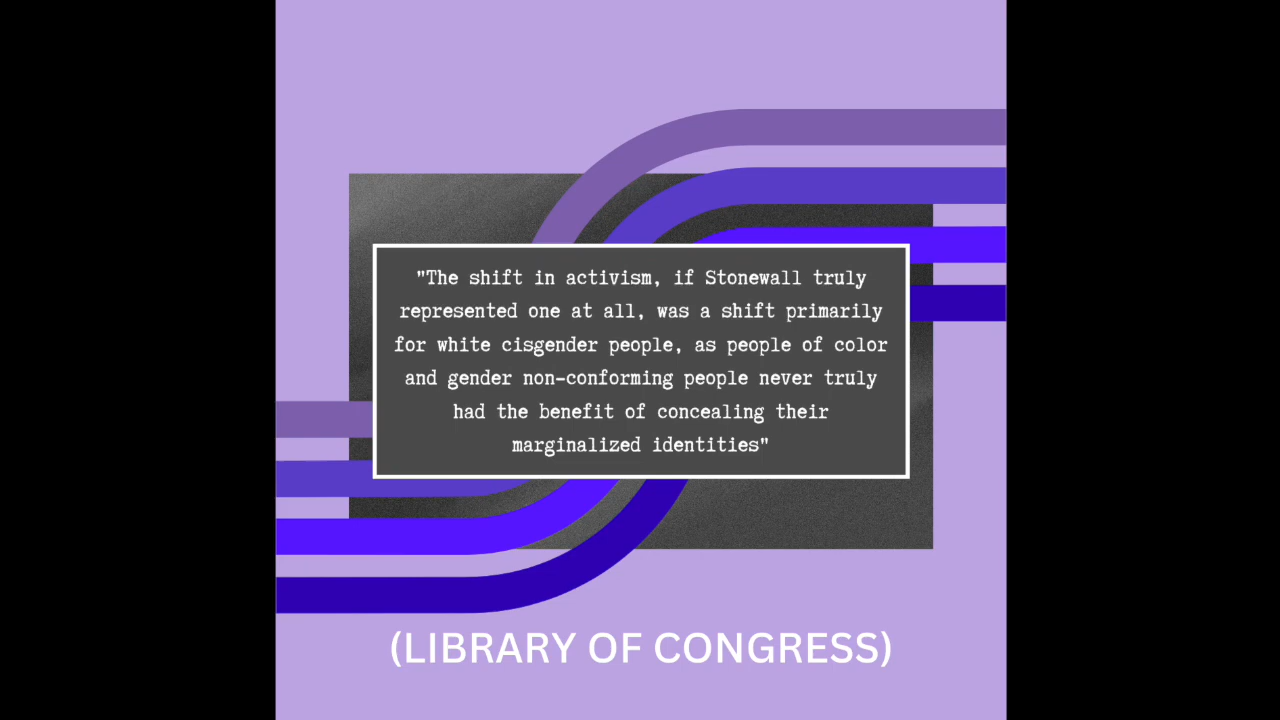 "The shift in activism, if Stonewall truly
represented one at all, was a shift primarily
for white cisgender people, as people of color
and gender non-conforming people never truly
had the benefit of concealing their
marginalized identities"
(LIBRARY OF CONGRESS)